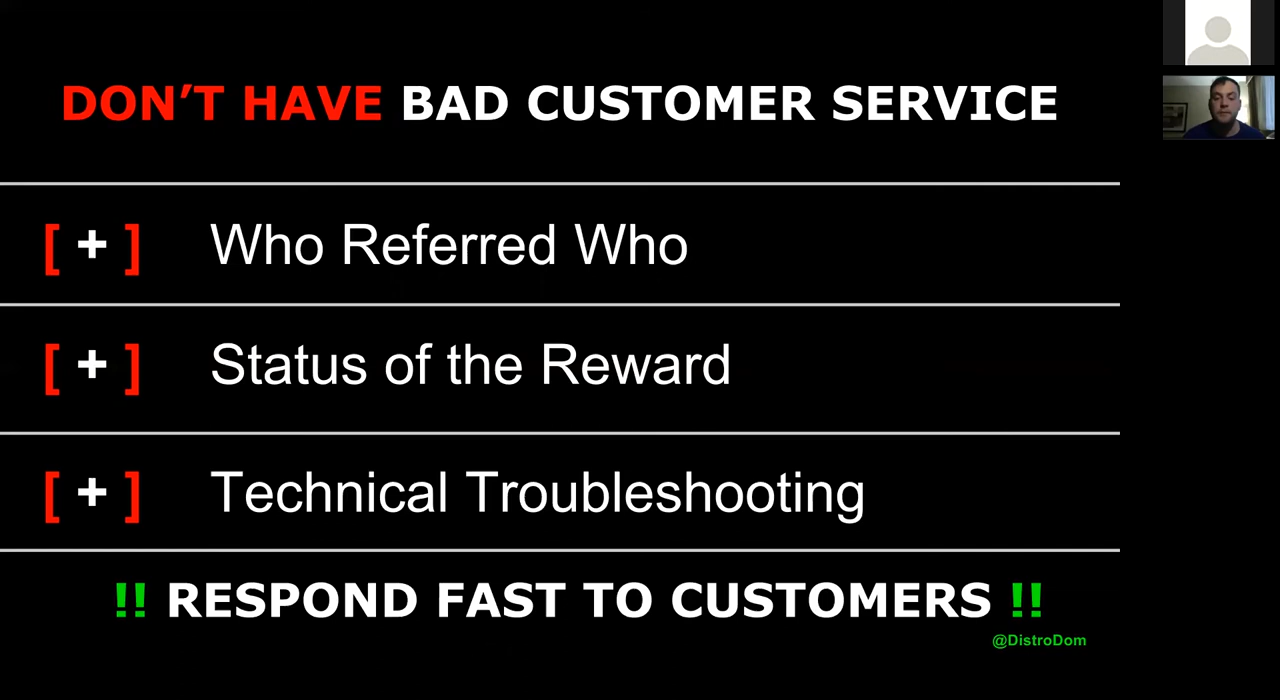 DON’T HAVE BAD CUSTOMER SERVICE
[ + ] Who Referred Who
[ + ] Status of the Reward
[ + ] Technical Troubleshooting
!! RESPOND FAST TO CUSTOMERS !!
@DistroDom